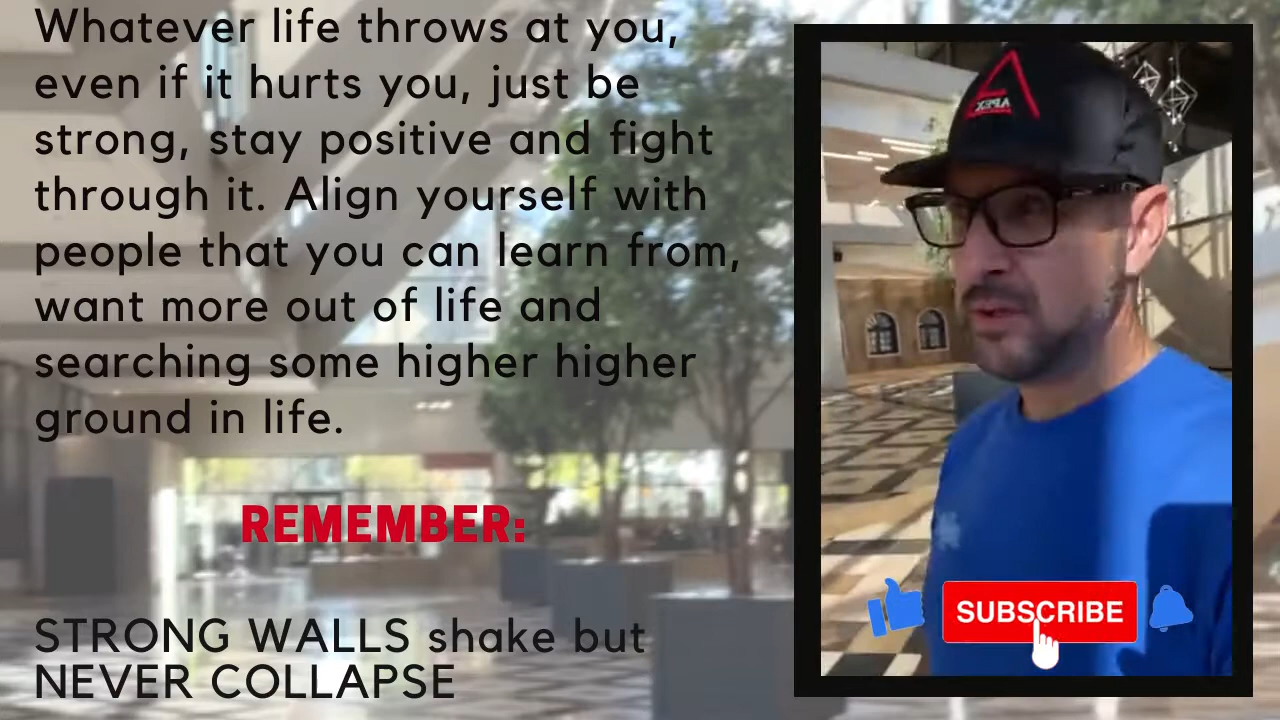 Whatever life throws at you,
even if it hurts you, just be
strong, stay positive and fight
through it. Align yourself with
people that you can learn from,
want more out of life and
searching some higher higher
ground in life.
REMEMBER:
STRONG WALLS shake but
NEVER COLLAPSE
APEX
SUBSCRIBE